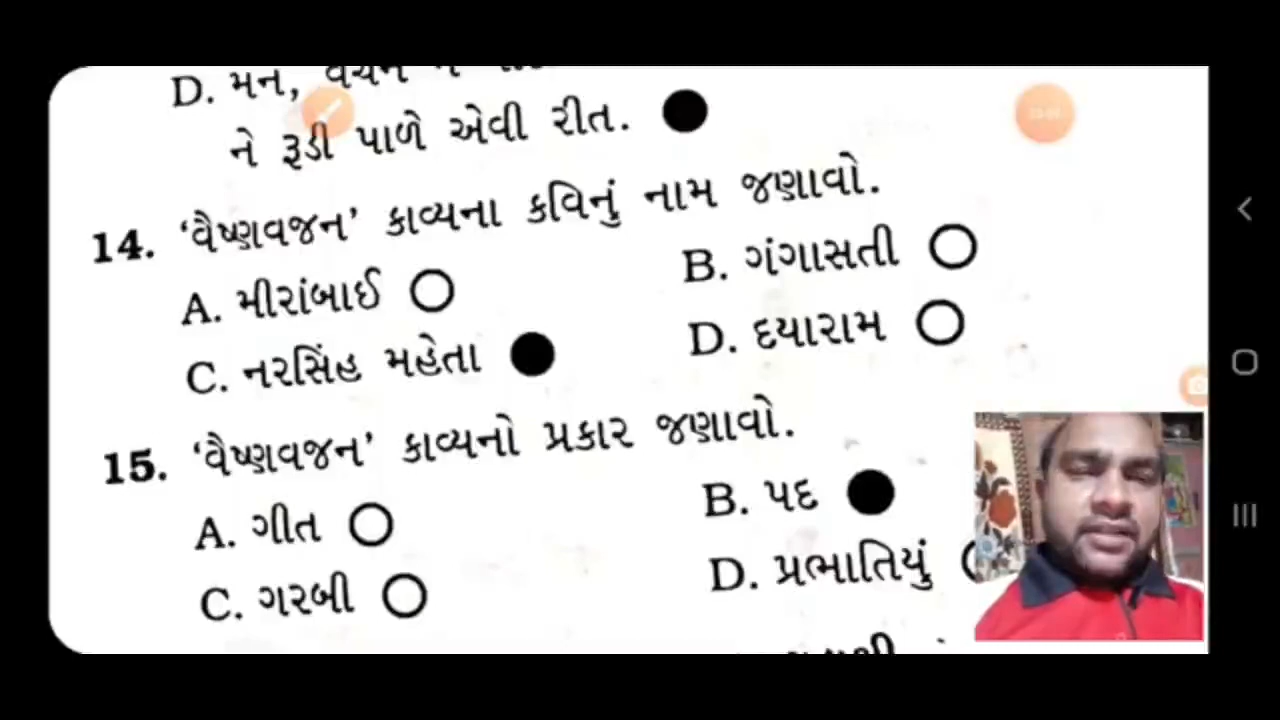 D. મન, વચન ને
ને રૂડી પાળે એવી રીત.
14. ‘વૈષ્ણવજન’ કાવ્યના કવિનું નામ જણાવો.
A. મીરાંબાઈ
B. ગંગાસતી
C. નરસિંહ મહેતા
D. દયારામ
15. ‘વૈષ્ણવજન’ કાવ્યનો પ્રકાર જણાવો.
A. ગીત
B. પદ
C. ગરબી
D. પ્રભાતિયું